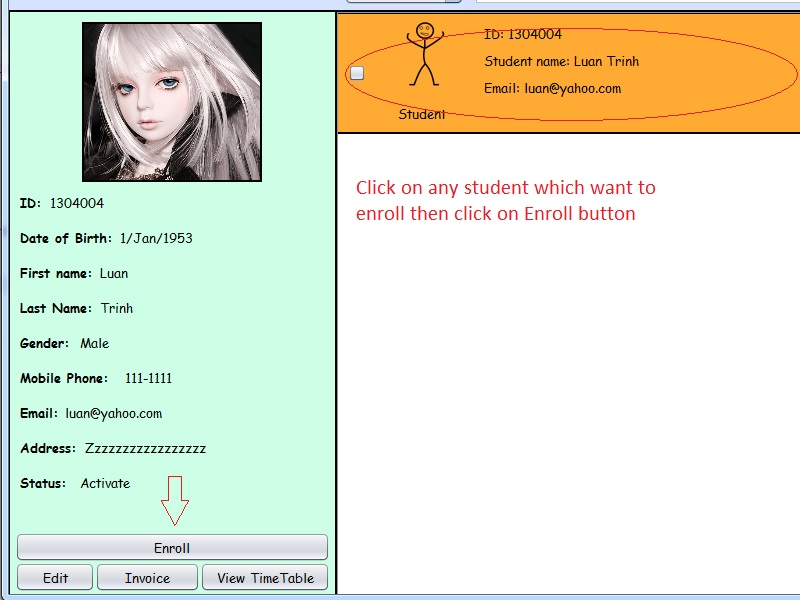 ID: 1304004
Date of Birth: 1/Jan/1953
First name: Luan
Last Name: Trinh
Gender: Male
Mobile Phone: 111-1111
Email: luan@yahoo.com
Address: Zzzzzzzzzzzzzzzzz
Status: Activate
Enroll
Edit Invoice View TimeTable
ID: 1304004
Student name: Luan Trinh
Email: luan@yahoo.com
Student
Click on any student which want to
enroll then click on Enroll button